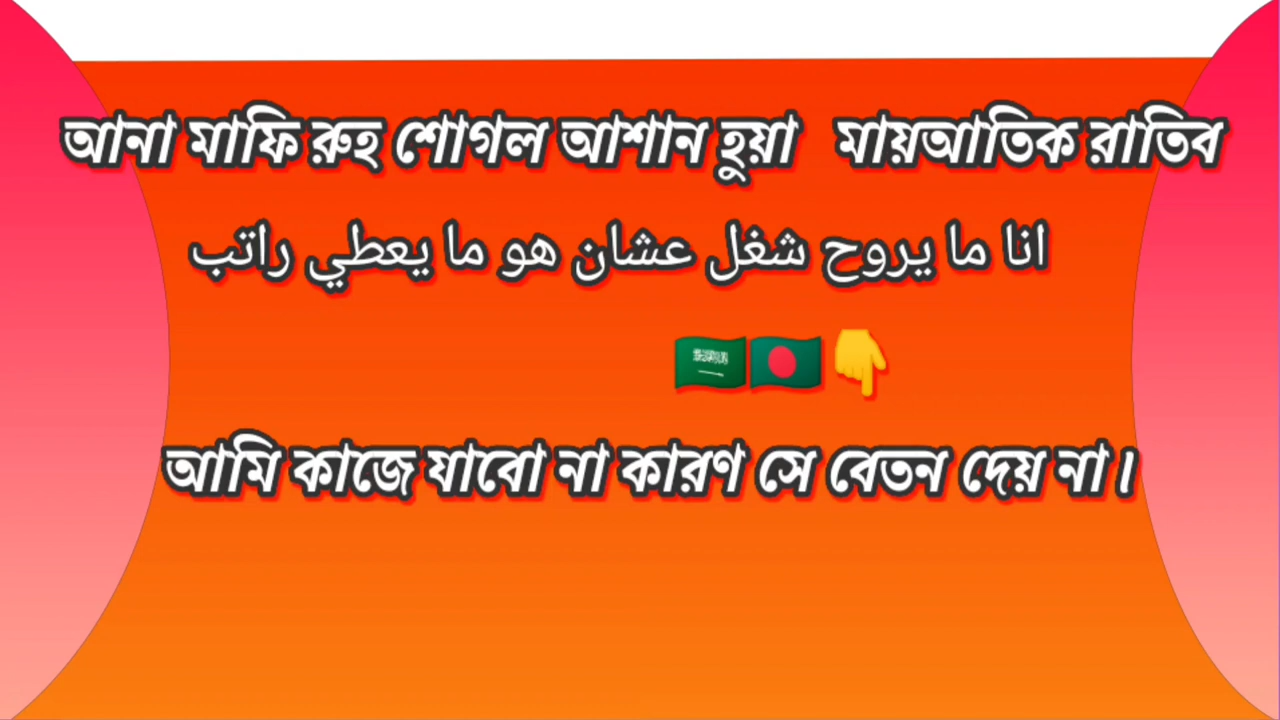 আনা মাফি রুহ শোগল আশান হুয়া মায়আতিক রাতিব
انا ما يروح شغل عشان هو ما يعطي راتب
🇸🇦🇧🇩👇
আমি কাজে যাবো না কারণ সে বেতন দেয় না।